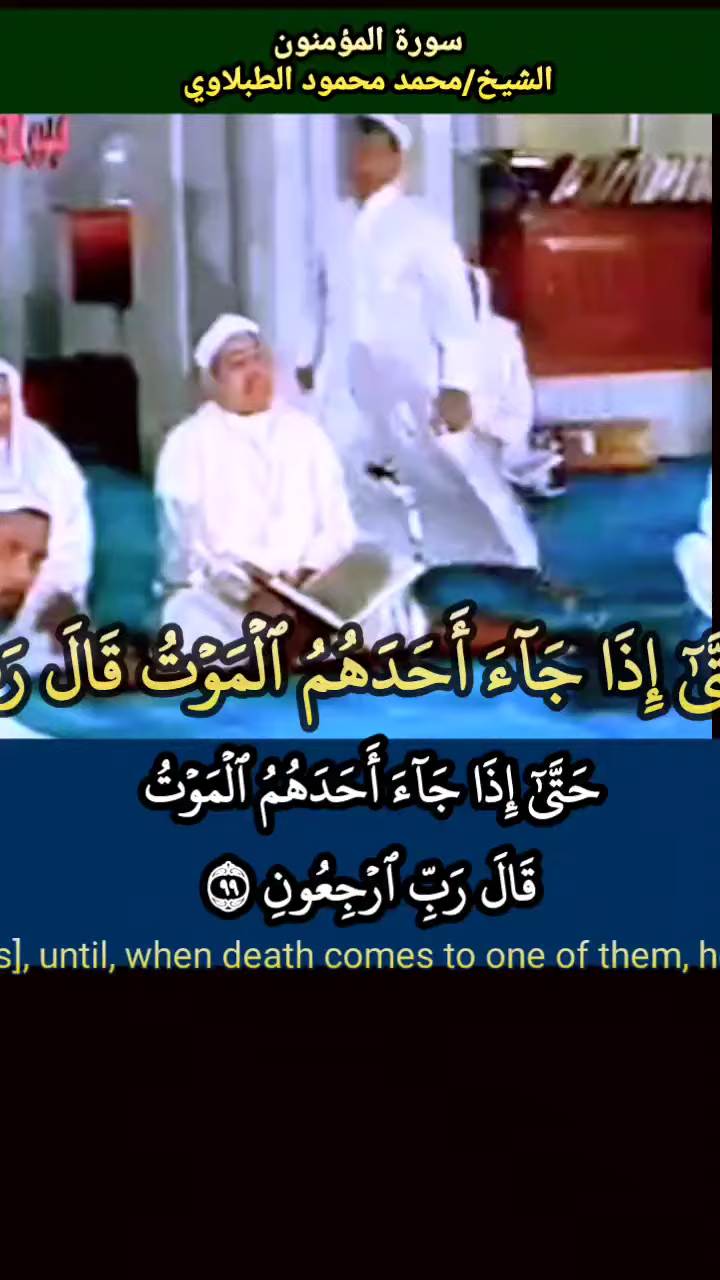 سورة المؤمنون
الشيخ/محمد محمود الطبلاوي
إِذَا جَآءَ أَحَدَهُمُ ٱلْمَوْتُ قَالَ
حَتَّىٰٓ إِذَا جَآءَ أَحَدَهُمُ ٱلْمَوْتُ
قَالَ رَبِّ ٱرْجِعُونِ ۝٩٩
s], until, when death comes to one of them, h